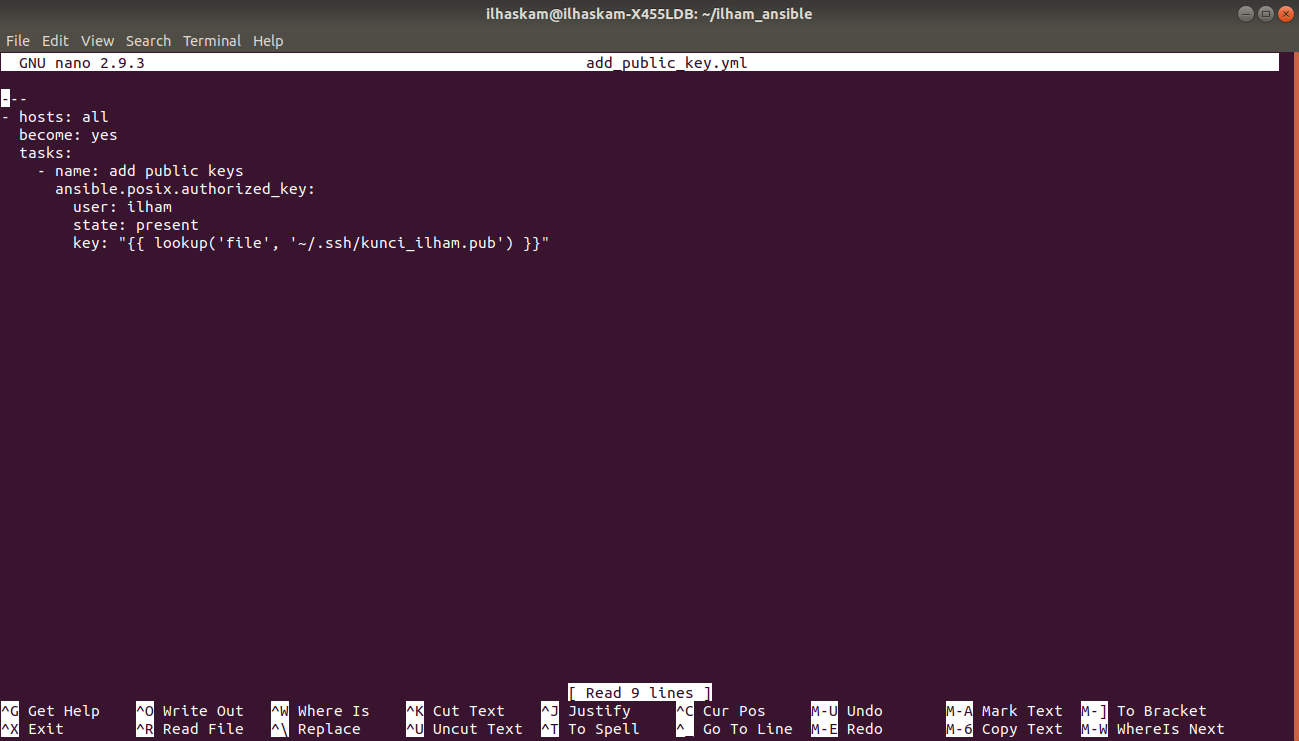 ilhaskam@ilhaskam-X455LDB: ~/ilham_ansible
File Edit View Search Terminal Help
GNU nano 2.9.3 add_public_key.yml
---
- hosts: all
  become: yes
  tasks:
    - name: add public keys
      ansible.posix.authorized_key:
        user: ilham
        state: present
        key: "{{ lookup('file', '~/.ssh/kunci_ilham.pub') }}"
[ Read 9 lines ]
^G Get Help ^O Write Out ^W Where Is ^K Cut Text ^J Justify ^C Cur Pos M-U Undo M-A Mark Text M-] To Bracket
^X Exit ^R Read File ^\ Replace ^U Uncut Text ^T To Spell ^_ Go To Line M-E Redo M-6 Copy Text M-W WhereIs Next